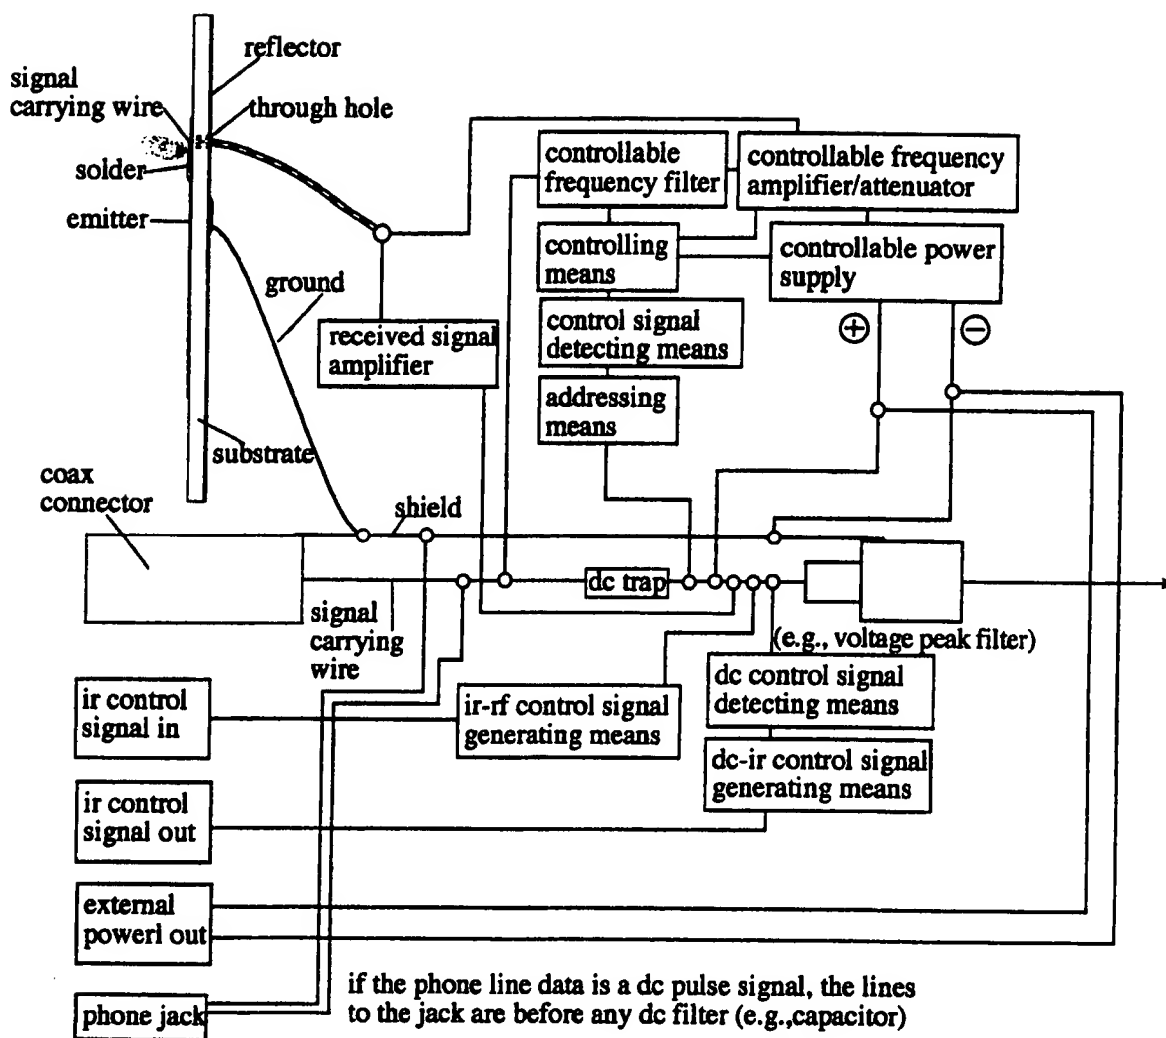 reflector
signal
carrying wire
through hole
solder
emitter
controllable
frequency filter
controllable frequency
amplifier/attenuator
controlling
means
controllable power
supply
ground
received signal
amplifier
control signal
detecting means
+
−
addressing
means
substrate
coax
connector
shield
dc trap
signal
carrying
wire
(e.g., voltage peak filter)
ir control
signal in
ir-rf control signal
generating means
dc control signal
detecting means
dc-ir control signal
generating means
ir control
signal out
external
powerl out
phone jack
if the phone line data is a dc pulse signal, the lines
to the jack are before any dc filter (e.g.,capacitor)